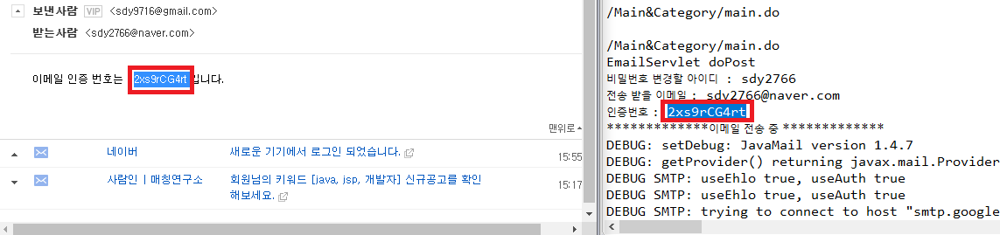 보낸사람 VIP <sdy9716@gmail.com>
받는사람 <sdy2766@naver.com>
이메일 인증 번호는 2xs9rCG4rt 입니다.
맨위로
네이버 새로운 기기에서 로그인 되었습니다. 15:55
사람인 | 매칭연구소 회원님의 키워드 [java, jsp, 개발자] 신규공고를 확인
해보세요. 15:17
/Main&Category/main.do
/Main&Category/main.do
EmailServlet doPost
비밀번호 변경할 아이디 : sdy2766
전송 받을 이메일 : sdy2766@naver.com
인증번호 : 2xs9rCG4rt
*************이메일 전송 중 *************
DEBUG: setDebug: JavaMail version 1.4.7
DEBUG: getProvider() returning javax.mail.Provider
DEBUG SMTP: useEhlo true, useAuth true
DEBUG SMTP: useEhlo true, useAuth true
DEBUG SMTP: trying to connect to host "smtp.google